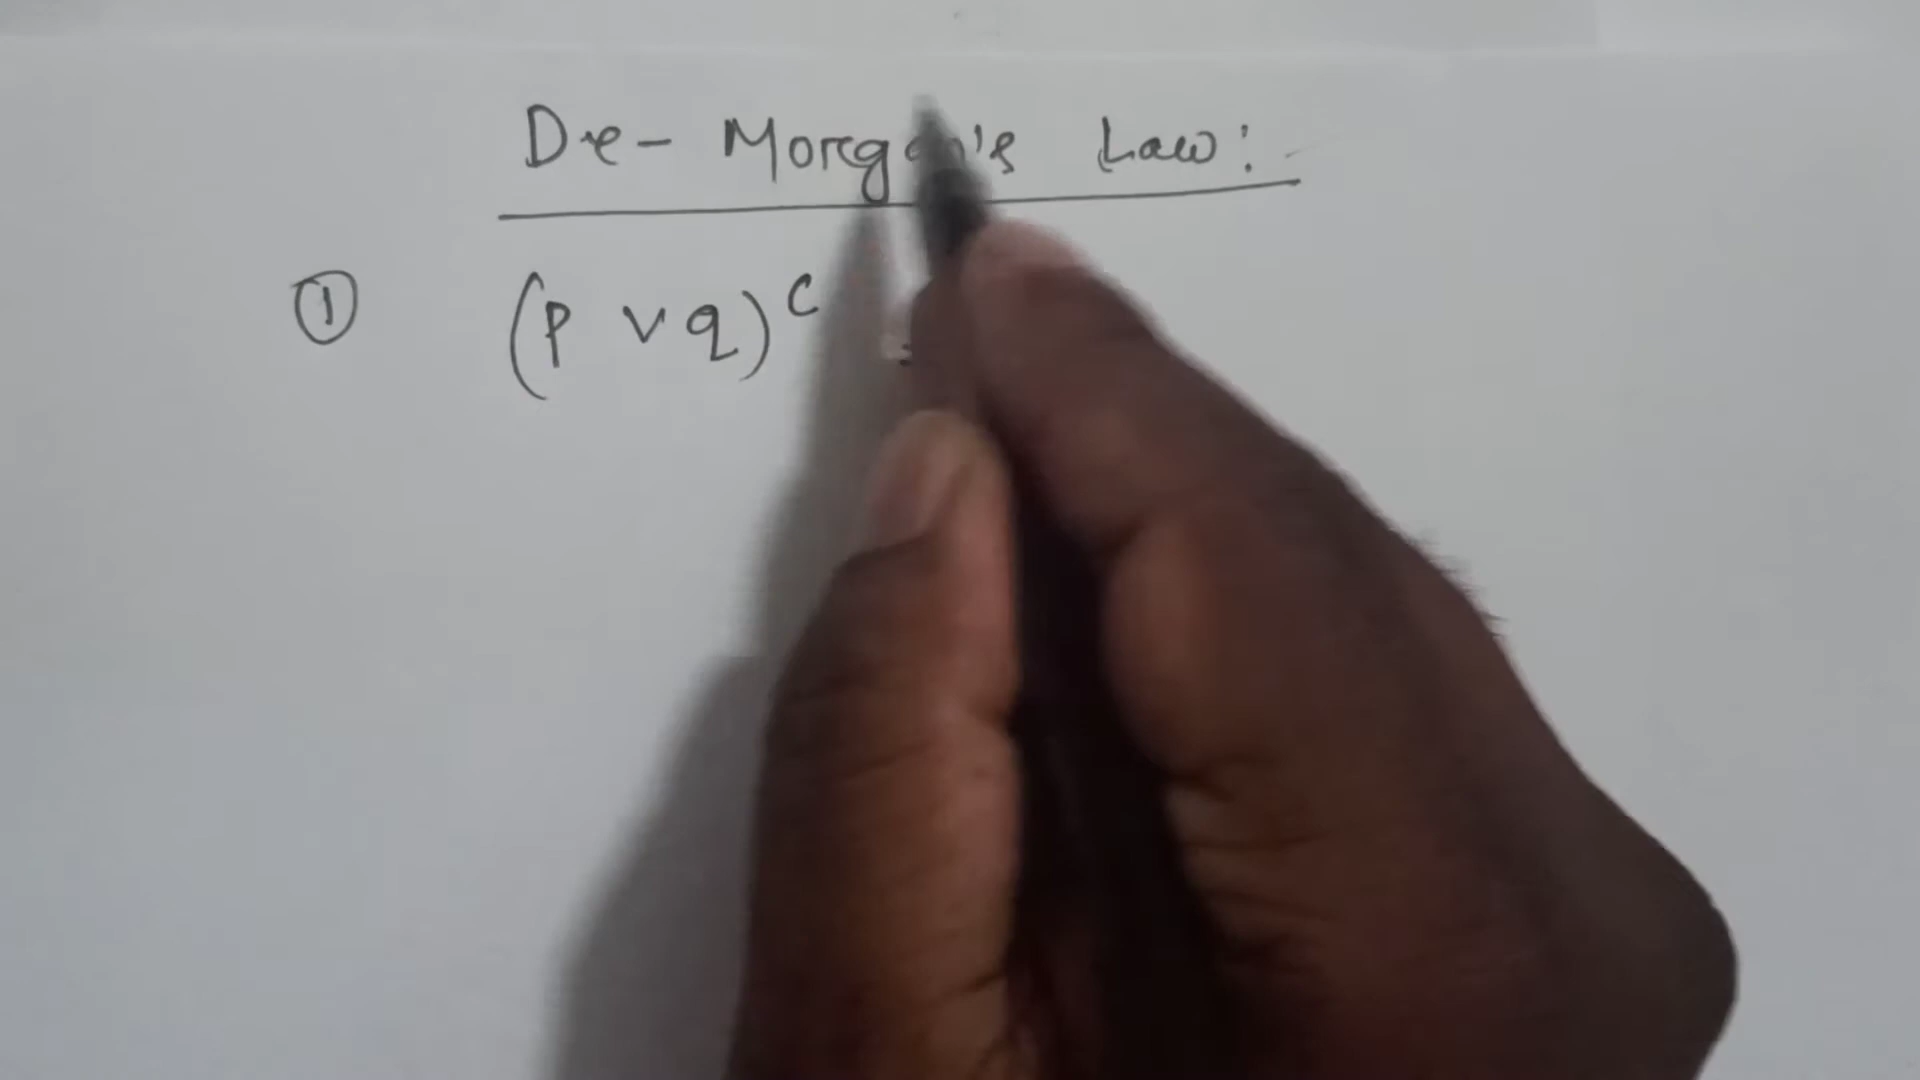 De- Morgan's Law:
① (p ∨ q)^c